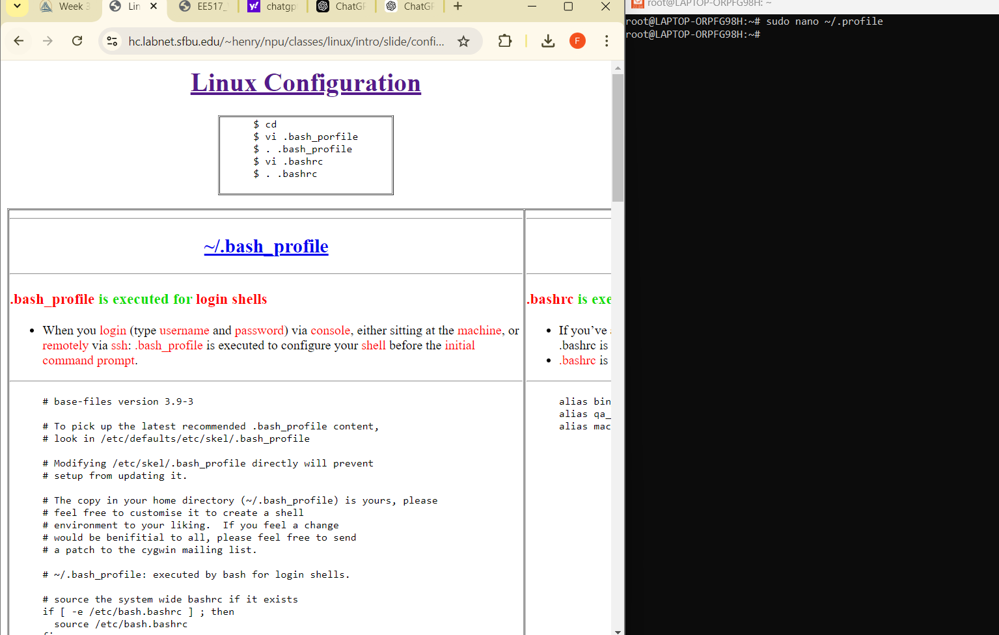 Week 3
Lin
EE517_
chatgp
ChatGP
ChatGP
hc.labnet.sfbu.edu/~henry/npu/classes/linux/intro/slide/confi...
F
Linux Configuration
$ cd
$ vi .bash_porfile
$ . .bash_profile
$ vi .bashrc
$ . .bashrc
~/.bash_profile
.bash_profile is executed for login shells
• When you login (type username and password) via console, either sitting at the machine, or
remotely via ssh: .bash_profile is executed to configure your shell before the initial
command prompt.
# base-files version 3.9-3
# To pick up the latest recommended .bash_profile content,
# look in /etc/defaults/etc/skel/.bash_profile
# Modifying /etc/skel/.bash_profile directly will prevent
# setup from updating it.
# The copy in your home directory (~/.bash_profile) is yours, please
# feel free to customise it to create a shell
# environment to your liking.  If you feel a change
# would be benifitial to all, please feel free to send
# a patch to the cygwin mailing list.
# ~/.bash_profile: executed by bash for login shells.
# source the system wide bashrc if it exists
if [ -e /etc/bash.bashrc ] ; then
  source /etc/bash.bashrc
.bashrc is exe
• If you've
.bashrc is
• .bashrc is
alias bin
alias qa_
alias mac
root@LAPTOP-ORPFG98H: ~
root@LAPTOP-ORPFG98H:~# sudo nano ~/.profile
root@LAPTOP-ORPFG98H:~#